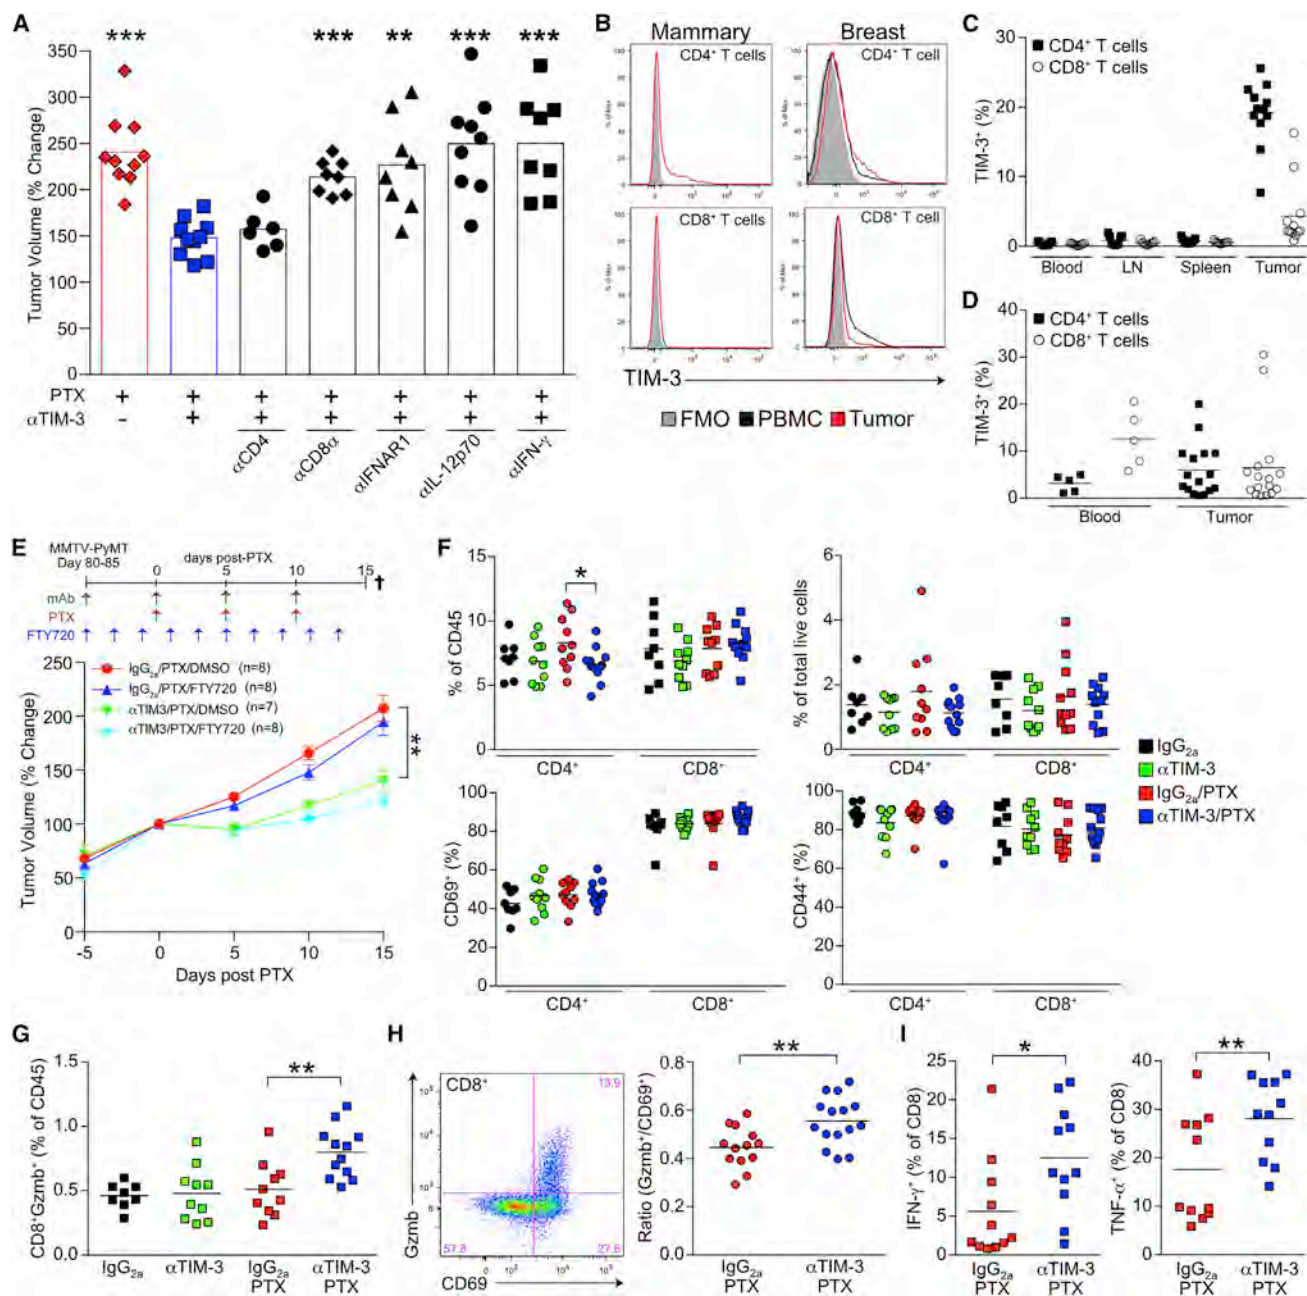 A
*** *** ** *** ***
Tumor Volume (% Change)
350
300
250
200
150
100
50
0
PTX + + + + + + +
αTIM-3 - + + + + + +
αCD4
αCD8α
αIFNAR1
αIL-12p70
αIFN-γ
B
Mammary Breast
CD4⁺ T cells CD4⁺ T cell
CD8⁺ T cells CD8⁺ T cell
% of Max
TIM-3
FMO PBMC Tumor
C
CD4⁺ T cells
CD8⁺ T cells
TIM-3⁺ (%)
30
20
10
0
Blood LN Spleen Tumor
D
CD4⁺ T cells
CD8⁺ T cells
TIM-3⁺ (%)
40
30
20
10
0
Blood Tumor
E
MMTV-PyMT
Day 80-85
days post-PTX
-5 0 5 10 15
†
mAb
PTX
FTY720
IgG₂ₐ/PTX/DMSO (n=8)
IgG₂ₐ/PTX/FTY720 (n=8)
αTIM3/PTX/DMSO (n=7)
αTIM3/PTX/FTY720 (n=8)
Tumor Volume (% Change)
250
200
150
100
50
0
***
-5 0 5 10 15
Days post PTX
F
% of CD45
15
10
5
0
*
CD4⁺ CD8⁺
% of total live cells
6
4
2
0
CD4⁺ CD8⁺
CD69⁺ (%)
100
80
60
40
20
0
CD4⁺ CD8⁺
CD44⁺ (%)
100
80
60
40
20
0
CD4⁺ CD8⁺
IgG₂ₐ
αTIM-3
IgG₂ₐ/PTX
αTIM-3/PTX
G
CD8⁺Gzmb⁺ (% of CD45)
1.5
1.0
0.5
0.0
**
IgG₂ₐ αTIM-3 IgG₂ₐ αTIM-3
PTX PTX
H
CD8⁺
13.9
57.8
27.6
Gzmb
CD69
Ratio (Gzmb⁺/CD69⁺)
0.8
0.6
0.4
0.2
0.0
**
IgG₂ₐ αTIM-3
PTX PTX
I
IFN-γ⁺ (% of CD8)
25
20
15
10
5
0
*
IgG₂ₐ αTIM-3
PTX PTX
TNF-α⁺ (% of CD8)
40
30
20
10
0
**
IgG₂ₐ αTIM-3
PTX PTX